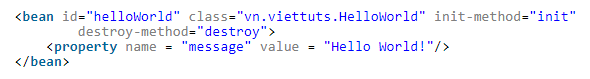 <bean id="helloWorld" class="vn.viettuts.HelloWorld" init-method="init"
destroy-method="destroy">
<property name = "message" value = "Hello World!"/>
</bean>